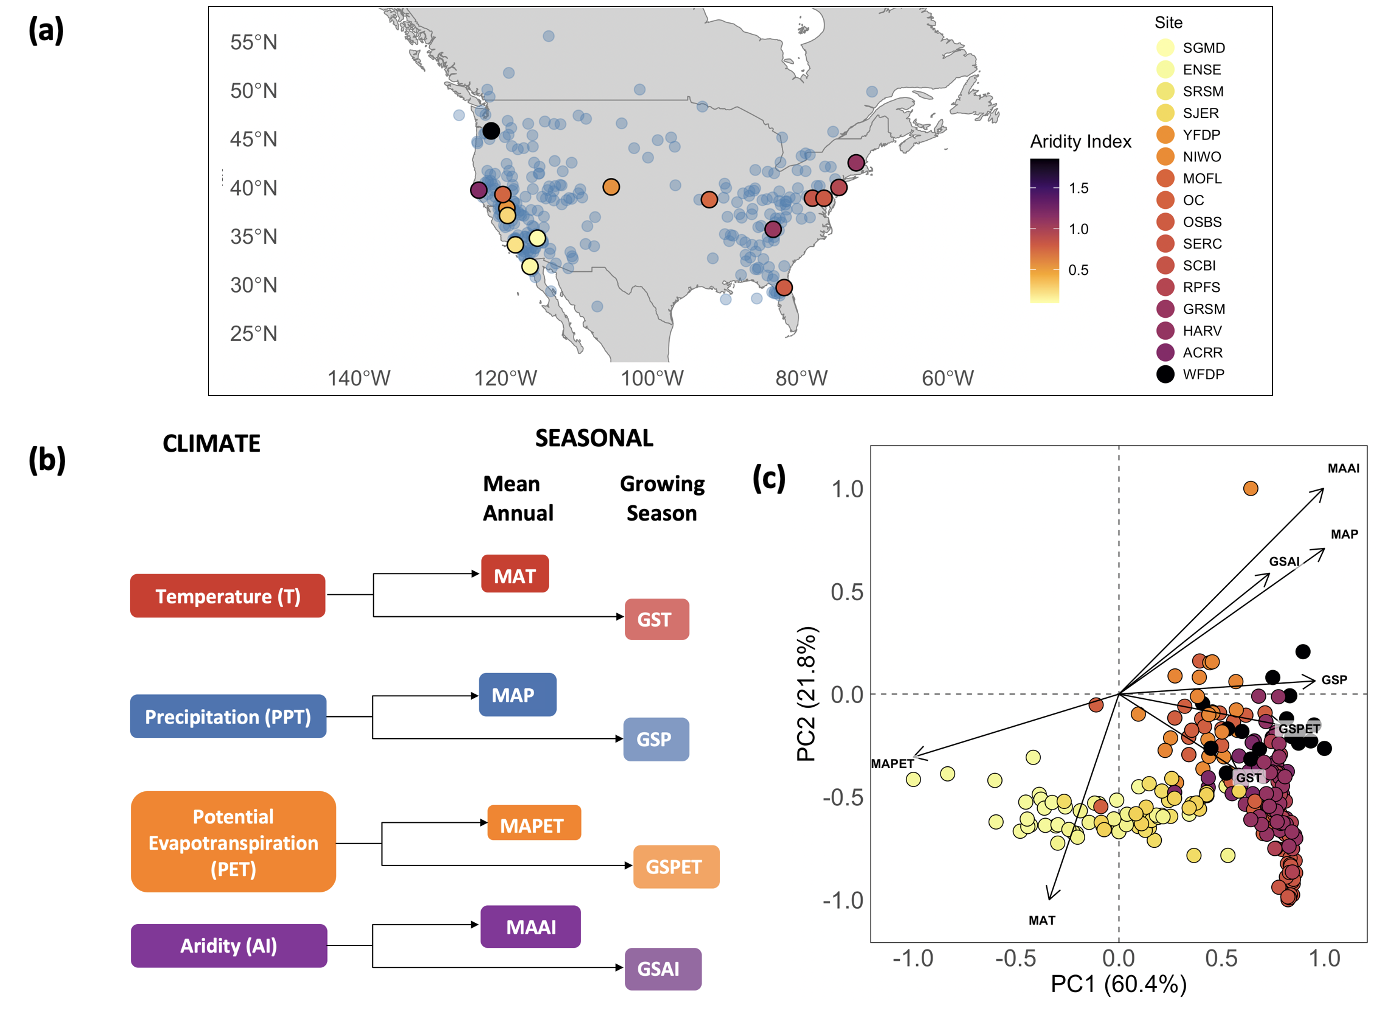 (a)
55°N
50°N
45°N
40°N
35°N
30°N
25°N
140°W
120°W
100°W
80°W
60°W
Aridity Index
1.5
1.0
0.5
Site
SGMD
ENSE
SRSM
SJER
YFDP
NIWO
MOFL
OC
OSBS
SERC
SCBI
RPFS
GRSM
HARV
ACRR
WFDP
(b)
CLIMATE
SEASONAL
Mean
Annual
Growing
Season
Temperature (T)
MAT
GST
Precipitation (PPT)
MAP
GSP
Potential
Evapotranspiration
(PET)
MAPET
GSPET
Aridity (AI)
MAAI
GSAI
(c)
PC2 (21.8%)
1.0
0.5
0.0
-0.5
-1.0
MAAI
MAP
GSAI
GSP
GSPET
GST
MAPET
MAT
-1.0
-0.5
0.0
0.5
1.0
PC1 (60.4%)